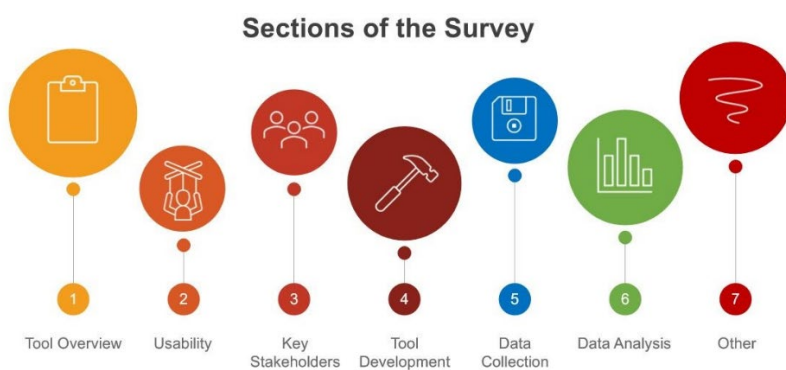 Sections of the Survey
1
2
3
4
5
6
7
Tool Overview
Usability
Key
Stakeholders
Tool
Development
Data
Collection
Data Analysis
Other